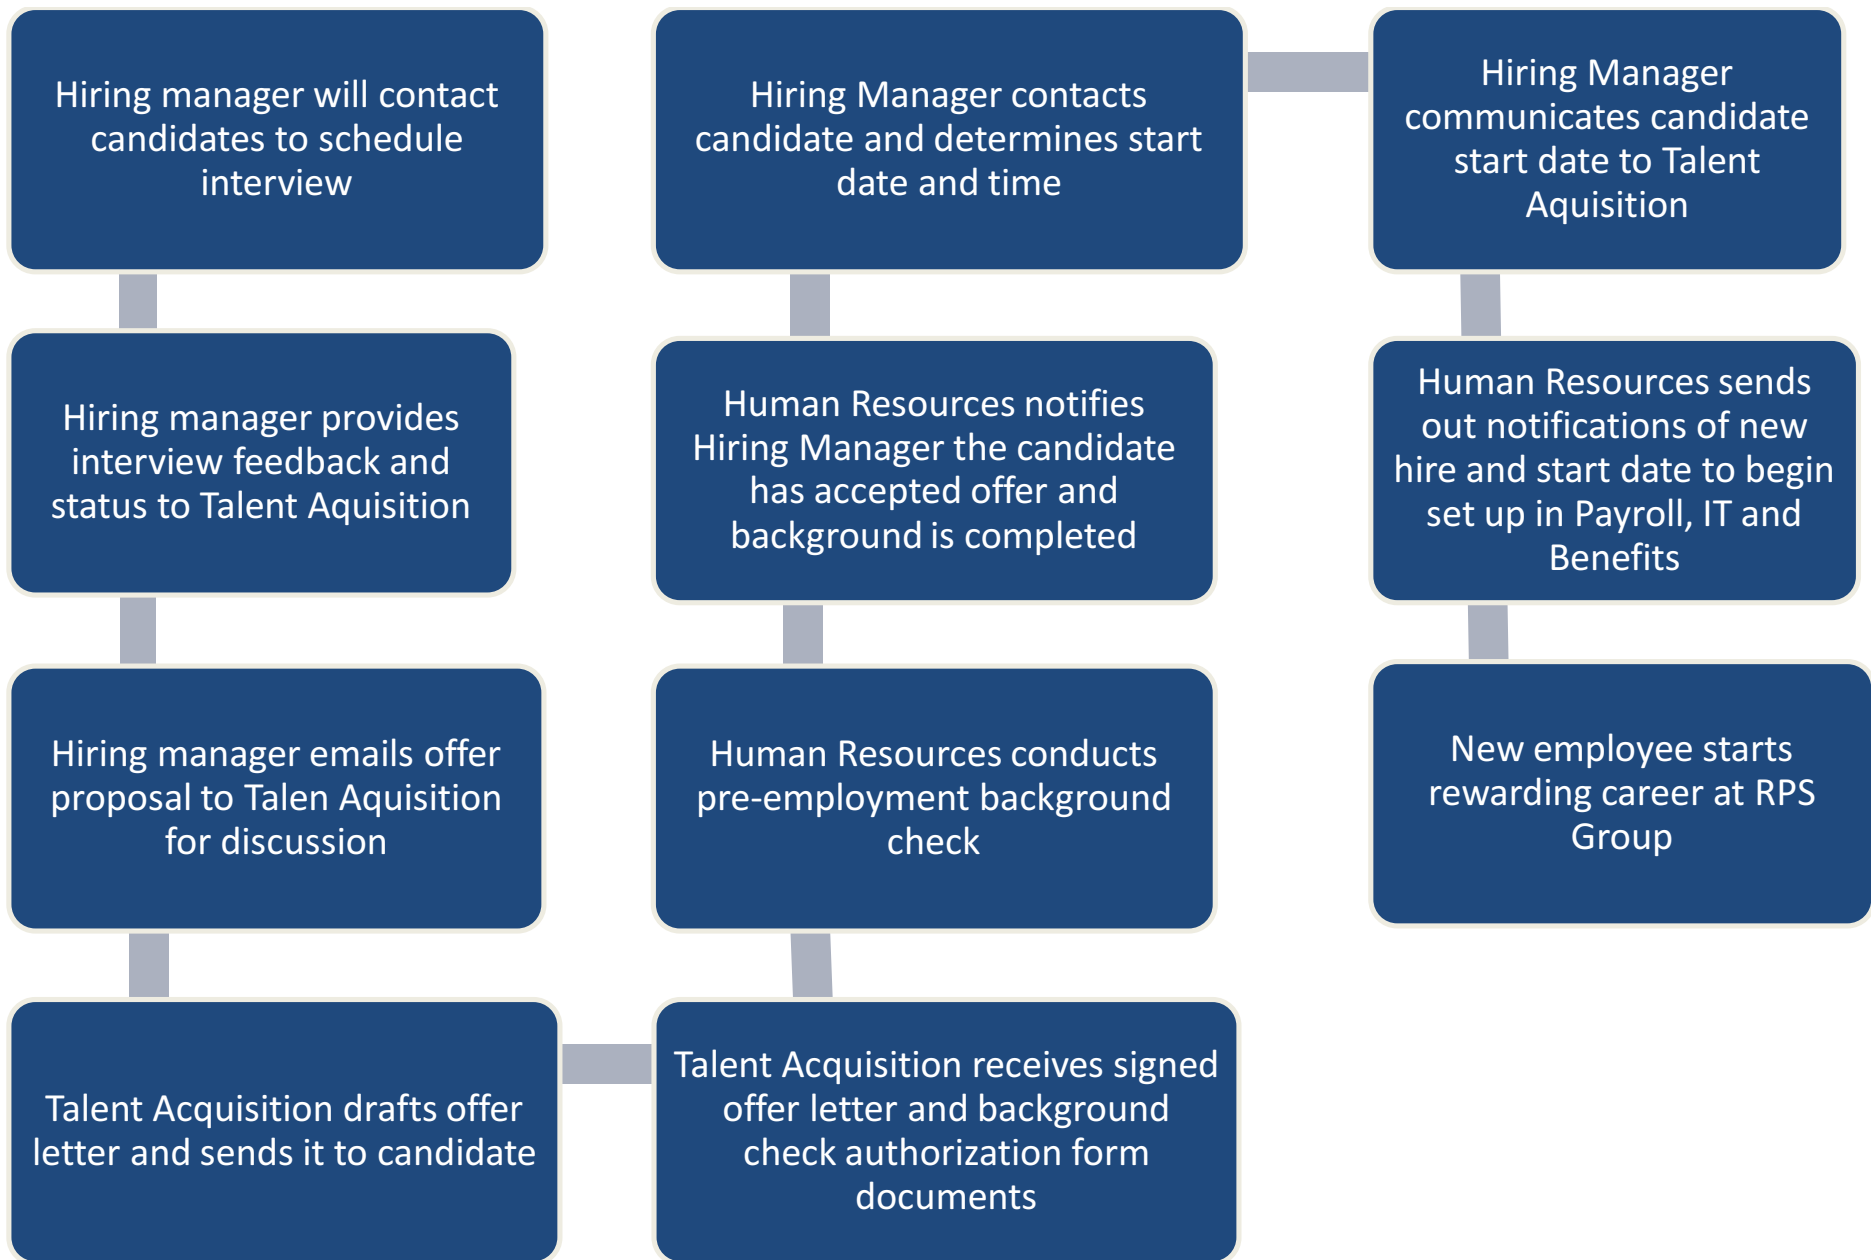 Hiring manager will contact
candidates to schedule
interview
Hiring manager provides
interview feedback and
status to Talent Aquisition
Hiring manager emails offer
proposal to Talen Aquisition
for discussion
Talent Acquisition drafts offer
letter and sends it to candidate
Talent Acquisition receives signed
offer letter and background
check authorization form
documents
Human Resources conducts
pre-employment background
check
Human Resources notifies
Hiring Manager the candidate
has accepted offer and
background is completed
Hiring Manager contacts
candidate and determines start
date and time
Hiring Manager
communicates candidate
start date to Talent
Aquisition
Human Resources sends
out notifications of new
hire and start date to begin
set up in Payroll, IT and
Benefits
New employee starts
rewarding career at RPS
Group